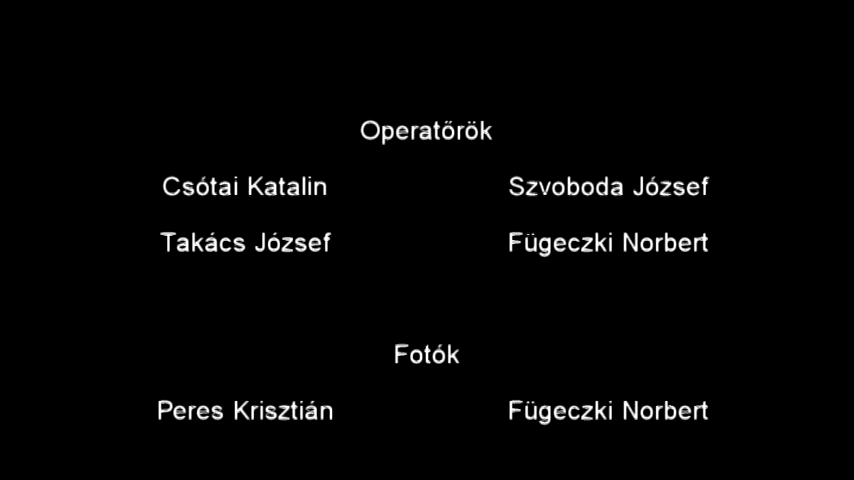 Operatőrök
Csótai Katalin Szvoboda József
Takács József Fügeczki Norbert
Fotók
Peres Krisztián Fügeczki Norbert